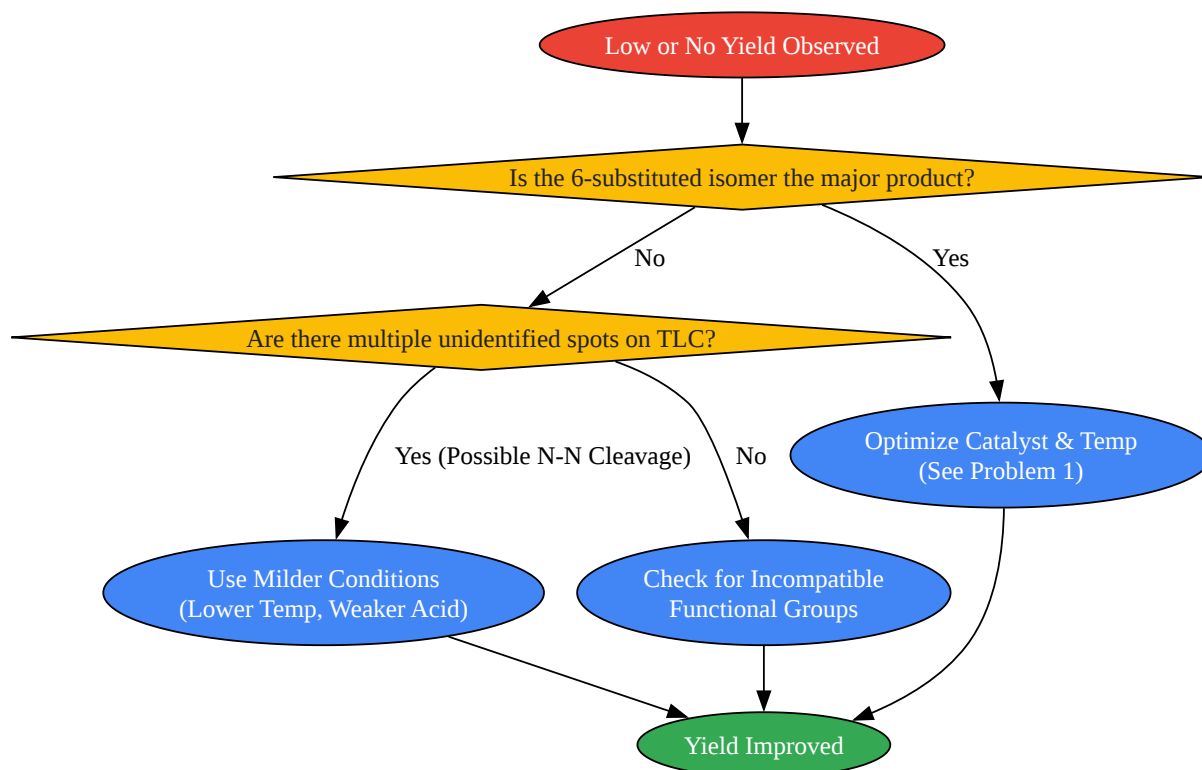 Low or No Yield Observed
Is the 6-substituted isomer the major product?
No
Yes
Are there multiple unidentified spots on TLC?
Optimize Catalyst & Temp
(See Problem 1)
Yes (Possible N-N Cleavage)
No
Use Milder Conditions
(Lower Temp, Weaker Acid)
Check for Incompatible
Functional Groups
Yield Improved